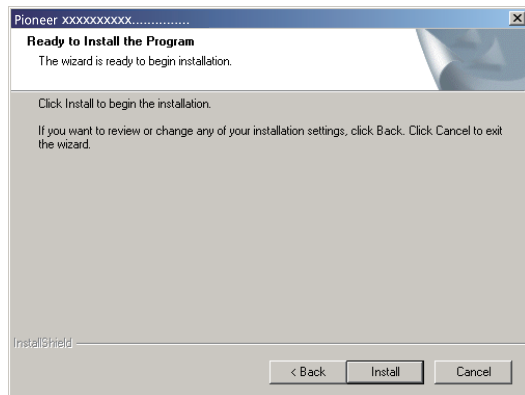 Pioneer xxxxxxxxxx...............
Ready to Install the Program
The wizard is ready to begin installation.
Click Install to begin the installation.
If you want to review or change any of your installation settings, click Back. Click Cancel to exit
the wizard.
InstallShield
< Back Install Cancel